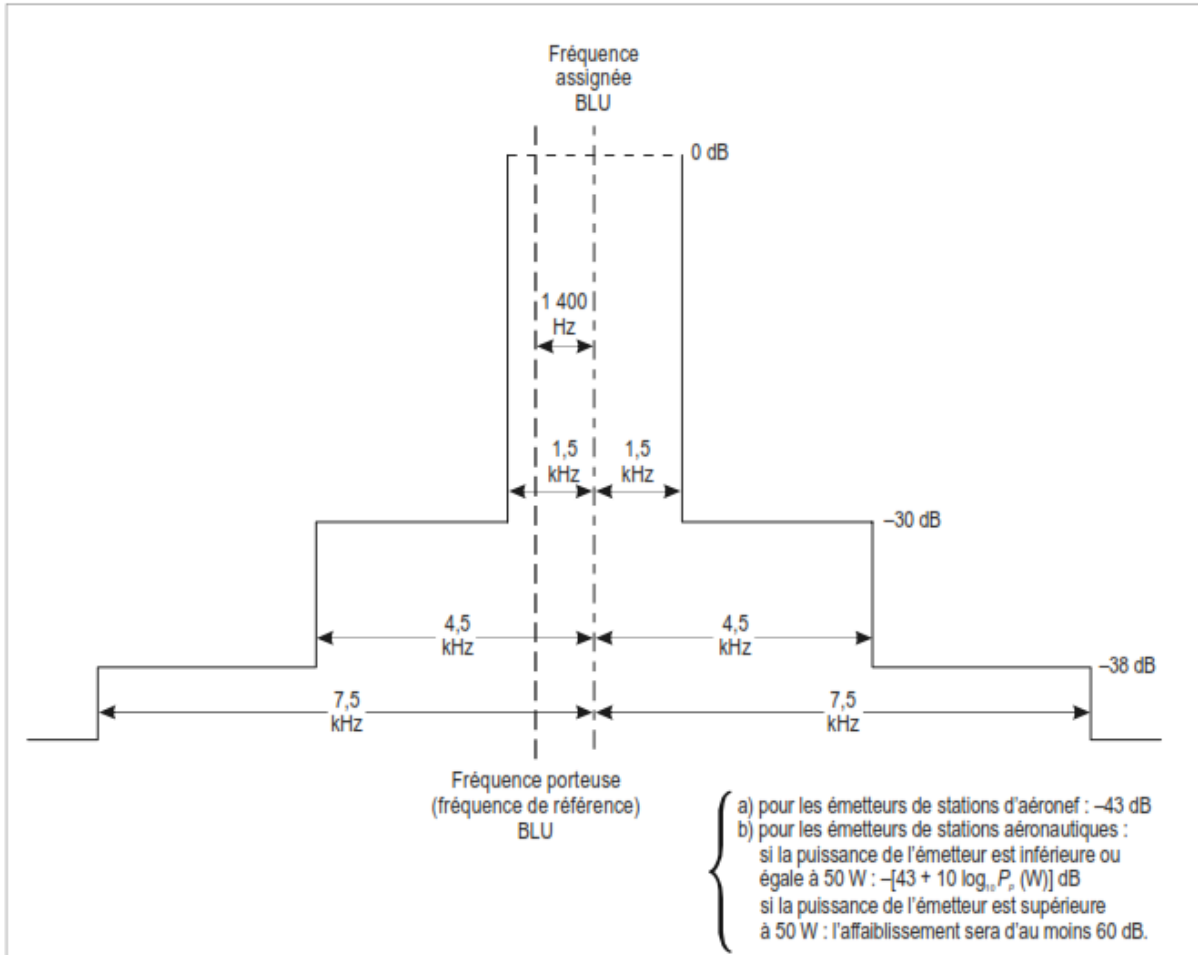 Fréquence
assignée
BLU
0 dB
1 400
Hz
1,5
kHz
1,5
kHz
–30 dB
4,5
kHz
4,5
kHz
–38 dB
7,5
kHz
7,5
kHz
Fréquence porteuse
(fréquence de référence)
BLU
a) pour les émetteurs de stations d'aéronef : –43 dB
b) pour les émetteurs de stations aéronautiques :
si la puissance de l'émetteur est inférieure ou
égale à 50 W : –[43 + 10 log₁₀ Pₚ (W)] dB
si la puissance de l'émetteur est supérieure
à 50 W : l'affaiblissement sera d'au moins 60 dB.